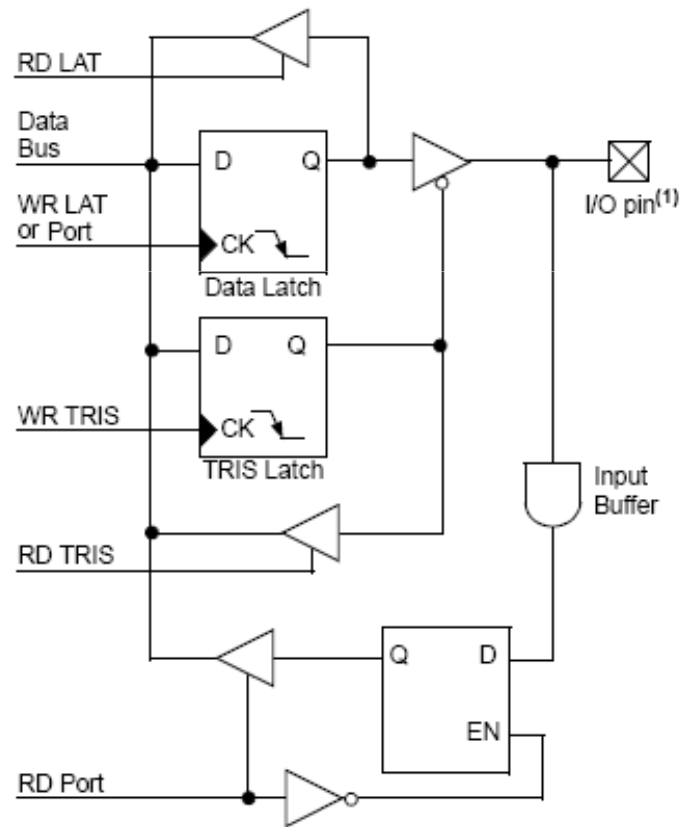 RD LAT
Data
Bus
D Q
I/O pin(1)
WR LAT
or Port
CK
Data Latch
D Q
WR TRIS
CK
TRIS Latch
Input
Buffer
RD TRIS
Q D
EN
RD Port